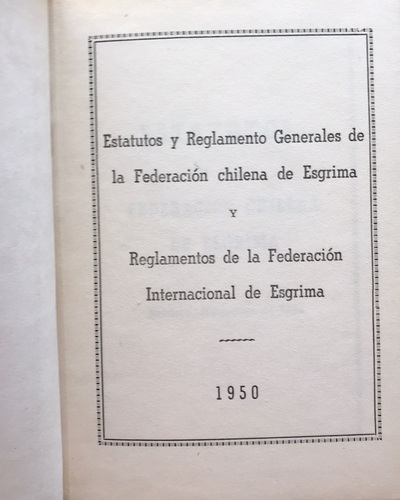 Estatutos y Reglamento Generales de
la Federación chilena de Esgrima
Y
Reglamentos de la Federación
Internacional de Esgrima
1950